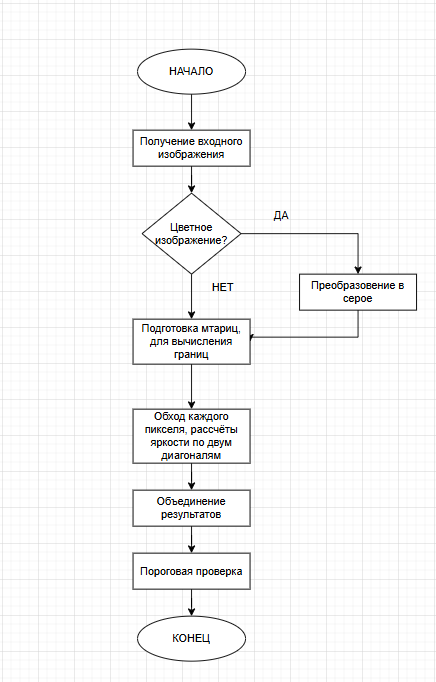 НАЧАЛО
Получение входного
изображения
Цветное
изображение?
ДА
НЕТ
Преобразовение в
серое
Подготовка мтариц,
для вычисления
границ
Обход каждого
пикселя, рассчёты
яркости по двум
диагоналям
Объединение
результатов
Пороговая проверка
КОНЕЦ